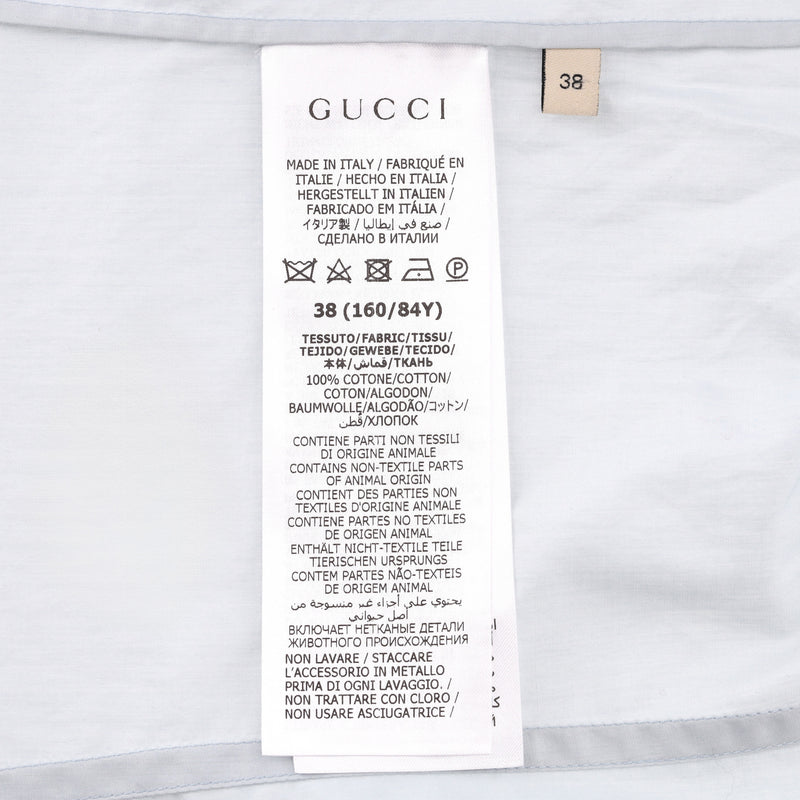 GUCCI
38
MADE IN ITALY / FABRIQUÉ EN
ITALIE / HECHO EN ITALIA /
HERGESTELLT IN ITALIEN /
FABRICADO EM ITÁLIA /
イタリア製 / صنع في إيطاليا /
СДЕЛАНО В ИТАЛИИ
P
38 (160/84Y)
TESSUTO/FABRIC/TISSU/
TEJIDO/GEWEBE/TECIDO/
本体/قماش/ТКАНЬ
100% COTONE/COTTON/
COTON/ALGODON/
BAUMWOLLE/ALGODÃO/コットン/
قطن/ХЛОПОК
CONTIENE PARTI NON TESSILI
DI ORIGINE ANIMALE
CONTAINS NON-TEXTILE PARTS
OF ANIMAL ORIGIN
CONTIENT DES PARTIES NON
TEXTILES D'ORIGINE ANIMALE
CONTIENE PARTES NO TEXTILES
DE ORIGEN ANIMAL
ENTHÄLT NICHT-TEXTILE TEILE
TIERISCHEN URSPRUNGS
CONTEM PARTES NÃO-TEXTEIS
DE ORIGEM ANIMAL
يحتوي على أجزاء غير منسوجة من
أصل حيواني
ВКЛЮЧАЕТ НЕТКАНЫЕ ДЕТАЛИ
ЖИВОТНОГО ПРОИСХОЖДЕНИЯ
NON LAVARE / STACCARE
L'ACCESSORIO IN METALLO
PRIMA DI OGNI LAVAGGIO. /
NON TRATTARE CON CLORO /
NON USARE ASCIUGATRICE /